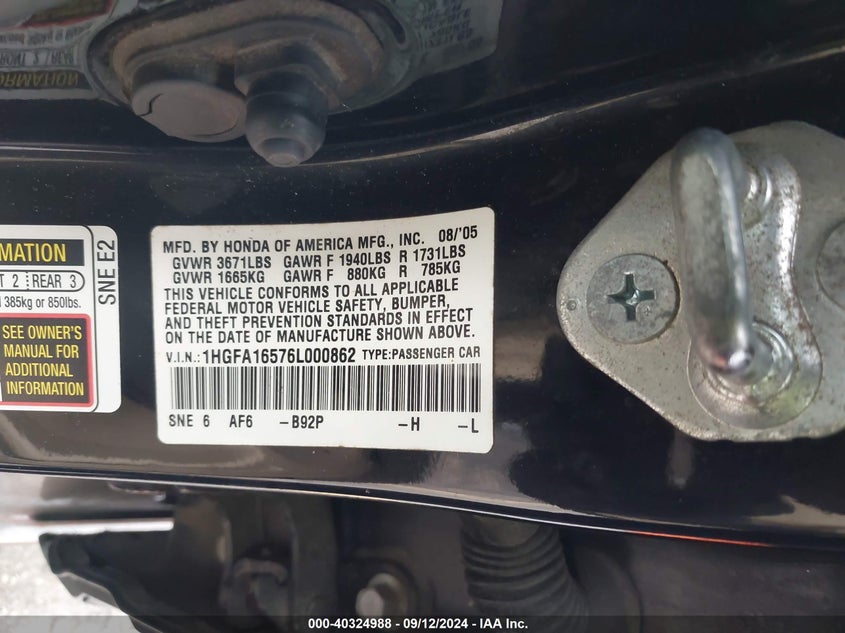 MFD. BY HONDA OF AMERICA MFG., INC. 08/'05
GVWR 3671LBS GAWR F 1940LBS R 1731LBS
GVWR 1665KG GAWR F 880KG R 785KG
THIS VEHICLE CONFORMS TO ALL APPLICABLE
FEDERAL MOTOR VEHICLE SAFETY, BUMPER,
AND THEFT PREVENTION STANDARDS IN EFFECT
ON THE DATE OF MANUFACTURE SHOWN ABOVE.
V.I.N.: 1HGFA16576L000862 TYPE:PASSENGER CAR
SNE 6 AF6 –B92P –H –L
2 REAR 3
385kg or 850lbs.
SEE OWNER'S
MANUAL FOR
ADDITIONAL
INFORMATION
SNE E2
000-40324988 - 09/12/2024 - IAA Inc.